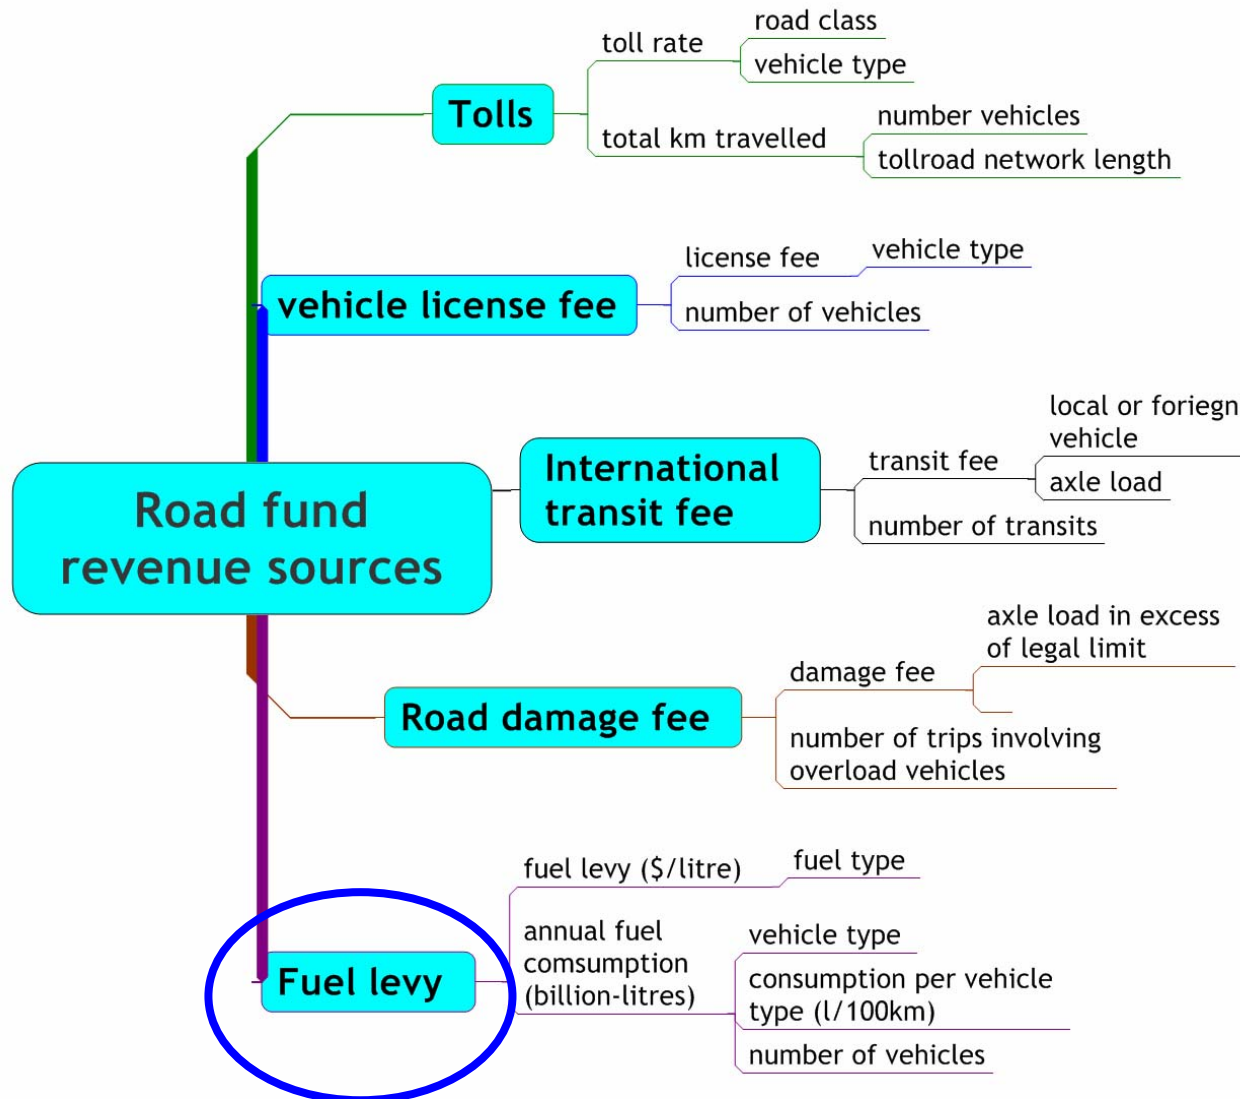 road class
toll rate
vehicle type
Tolls
number vehicles
total km travelled
tollroad network length
vehicle type
license fee
vehicle license fee
number of vehicles
local or foriegn
vehicle
International
transit fee
transit fee
axle load
number of transits
Road fund
revenue sources
axle load in excess
of legal limit
damage fee
Road damage fee
number of trips involving
overload vehicles
fuel type
fuel levy ($/litre)
annual fuel
comsumption
(billion-litres)
vehicle type
consumption per vehicle
type (l/100km)
Fuel levy
number of vehicles